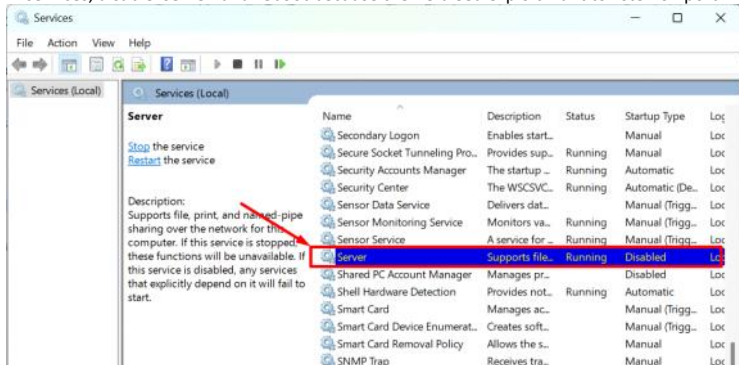 Services
File Action View Help
Services (Local)
Services (Local)
Server
Stop the service
Restart the service
Description:
Supports file, print, and named-pipe
sharing over the network for this
computer. If this service is stopped,
these functions will be unavailable. If
this service is disabled, any services
that explicitly depend on it will fail to
start.
Name Description Status Startup Type Log
Secondary Logon Enables start... Manual Loc
Secure Socket Tunneling Pro... Provides sup... Running Manual Loc
Security Accounts Manager The startup ... Running Automatic Loc
Security Center The WSCSVC... Running Automatic (De... Loc
Sensor Data Service Delivers dat... Manual (Trigg... Loc
Sensor Monitoring Service Monitors va... Running Manual (Trigg... Loc
Sensor Service A service for ... Running Manual (Trigg... Loc
Server Supports file... Running Disabled Loc
Shared PC Account Manager Manages pr... Disabled Loc
Shell Hardware Detection Provides not... Running Automatic Loc
Smart Card Manages ac... Manual (Trigg... Loc
Smart Card Device Enumerat... Creates soft... Manual (Trigg... Loc
Smart Card Removal Policy Allows the s... Manual Loc
SNMP Trap Receives tra... Manual Loc